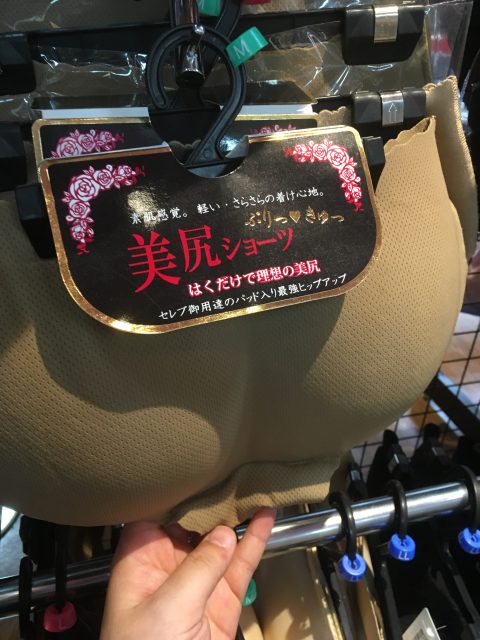 M
素肌感覚。軽い・さらさらの着け心地。
ぷりっ♥きゅっ
美尻ショーツ
はくだけで理想の美尻
セレブ御用達のパッド入り最強ヒップアップ